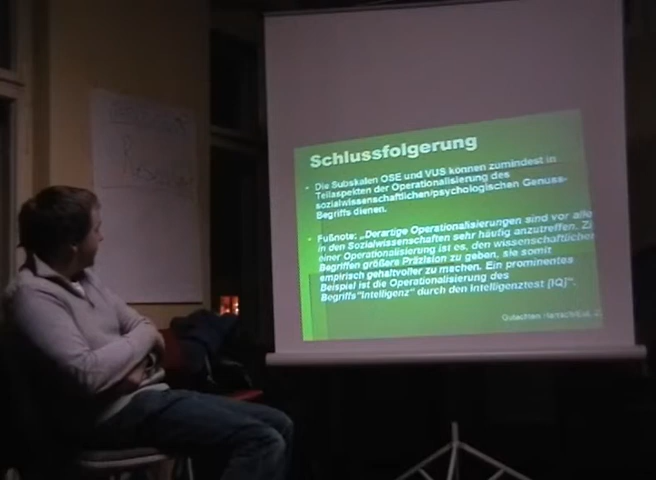 Schlussfolgerung
Die Subskalen OSE und VUS können zumindest in
Teilaspekten der Operationalisierung des
sozialwissenschaftlichen/psychologischen Genuss-
Begriffs dienen.
Fußnote: „Derartige Operationalisierungen sind vor alle
in den Sozialwissenschaften sehr häufig anzutreffen. Zi
einer Operationalisierung ist es, den wissenschaftlicher
Begriffen größere Präzision zu geben, sie somit
empirisch gehaltvoller zu machen. Ein prominentes
Beispiel ist die Operationalisierung des
Begriffs"Intelligenz" durch den Intelligenztest [IQ]".
Gutachten